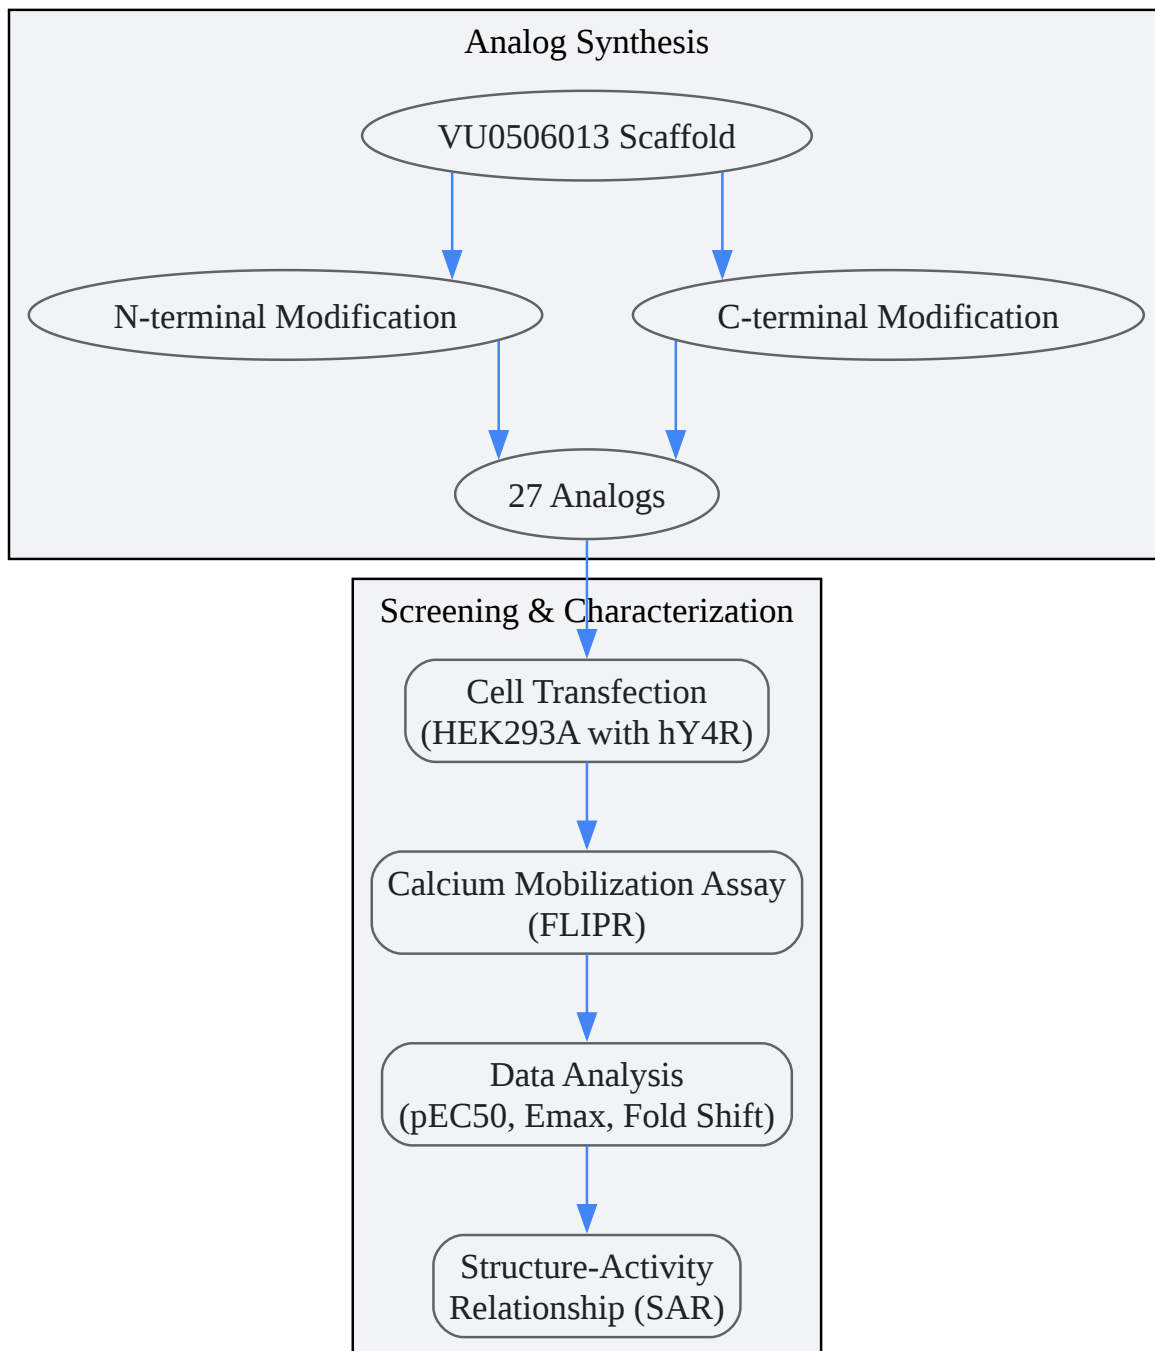 Analog Synthesis
VU0506013 Scaffold
N-terminal Modification
C-terminal Modification
27 Analogs
Screening & Characterization
Cell Transfection
(HEK293A with hY4R)
Calcium Mobilization Assay
(FLIPR)
Data Analysis
(pEC50, Emax, Fold Shift)
Structure-Activity
Relationship (SAR)